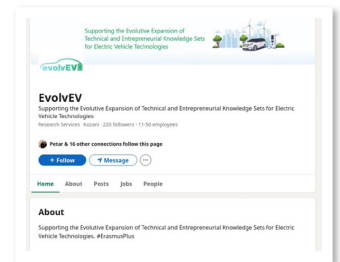 Supporting the Evolutive Expansion of
Technical and Entrepreneurial Knowledge Sets
for Electric Vehicle Technologies
evolvEV
EvolvEV
Supporting the Evolutive Expansion of Technical and Entrepreneurial Knowledge Sets for Electric
Vehicle Technologies
Research Services · Kozani · 220 followers · 11-50 employees
Petar & 16 other connections follow this page
+ Follow
Message
Home About Posts Jobs People
About
Supporting the Evolutive Expansion of Technical and Entrepreneurial Knowledge Sets for Electric
Vehicle Technologies. #ErasmusPlus